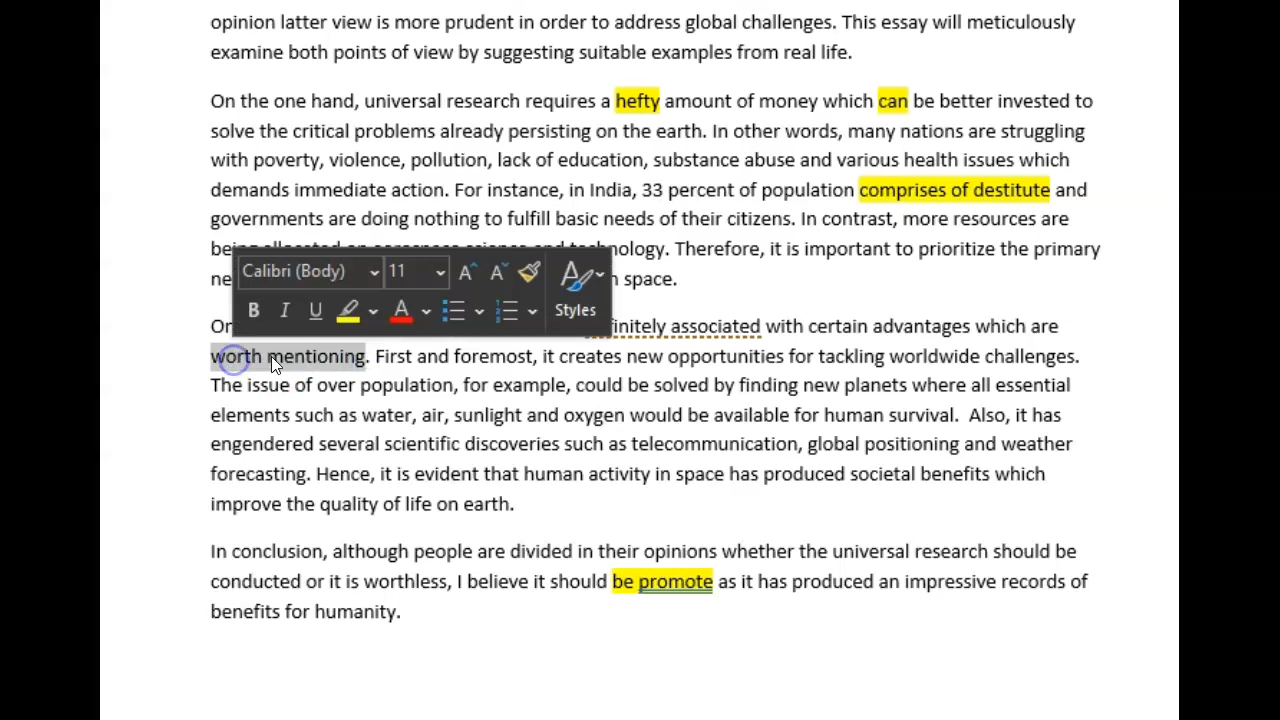 opinion latter view is more prudent in order to address global challenges. This essay will meticulously
examine both points of view by suggesting suitable examples from real life.
On the one hand, universal research requires a hefty amount of money which can be better invested to
solve the critical problems already persisting on the earth. In other words, many nations are struggling
with poverty, violence, pollution, lack of education, substance abuse and various health issues which
demands immediate action. For instance, in India, 33 percent of population comprises of destitute and
governments are doing nothing to fulfill basic needs of their citizens. In contrast, more resources are
Therefore, it is important to prioritize the primary
space.
Calibri (Body) 11 A A
B I U A Styles
associated with certain advantages which are
worth mentioning. First and foremost, it creates new opportunities for tackling worldwide challenges.
The issue of over population, for example, could be solved by finding new planets where all essential
elements such as water, air, sunlight and oxygen would be available for human survival. Also, it has
engendered several scientific discoveries such as telecommunication, global positioning and weather
forecasting. Hence, it is evident that human activity in space has produced societal benefits which
improve the quality of life on earth.
In conclusion, although people are divided in their opinions whether the universal research should be
conducted or it is worthless, I believe it should be promote as it has produced an impressive records of
benefits for humanity.